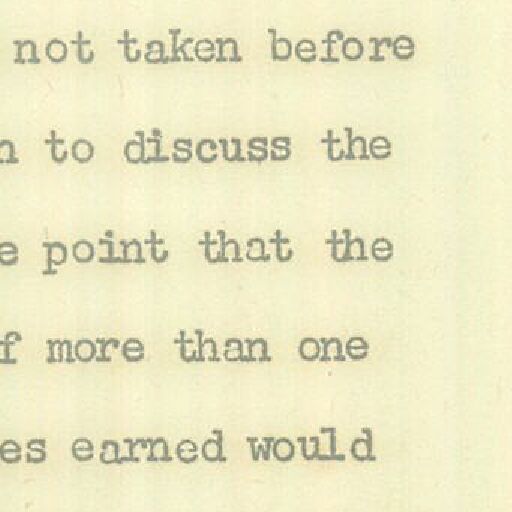 not taken before
n to discuss the
e point that the
f more than one
es earned would